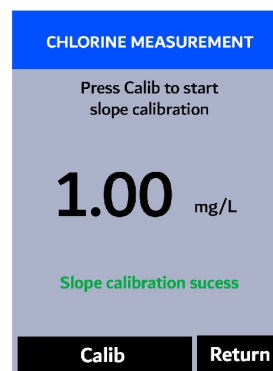 CHLORINE MEASUREMENT
Press Calib to start
slope calibration
1.00 mg/L
Slope calibration sucess
Calib Return